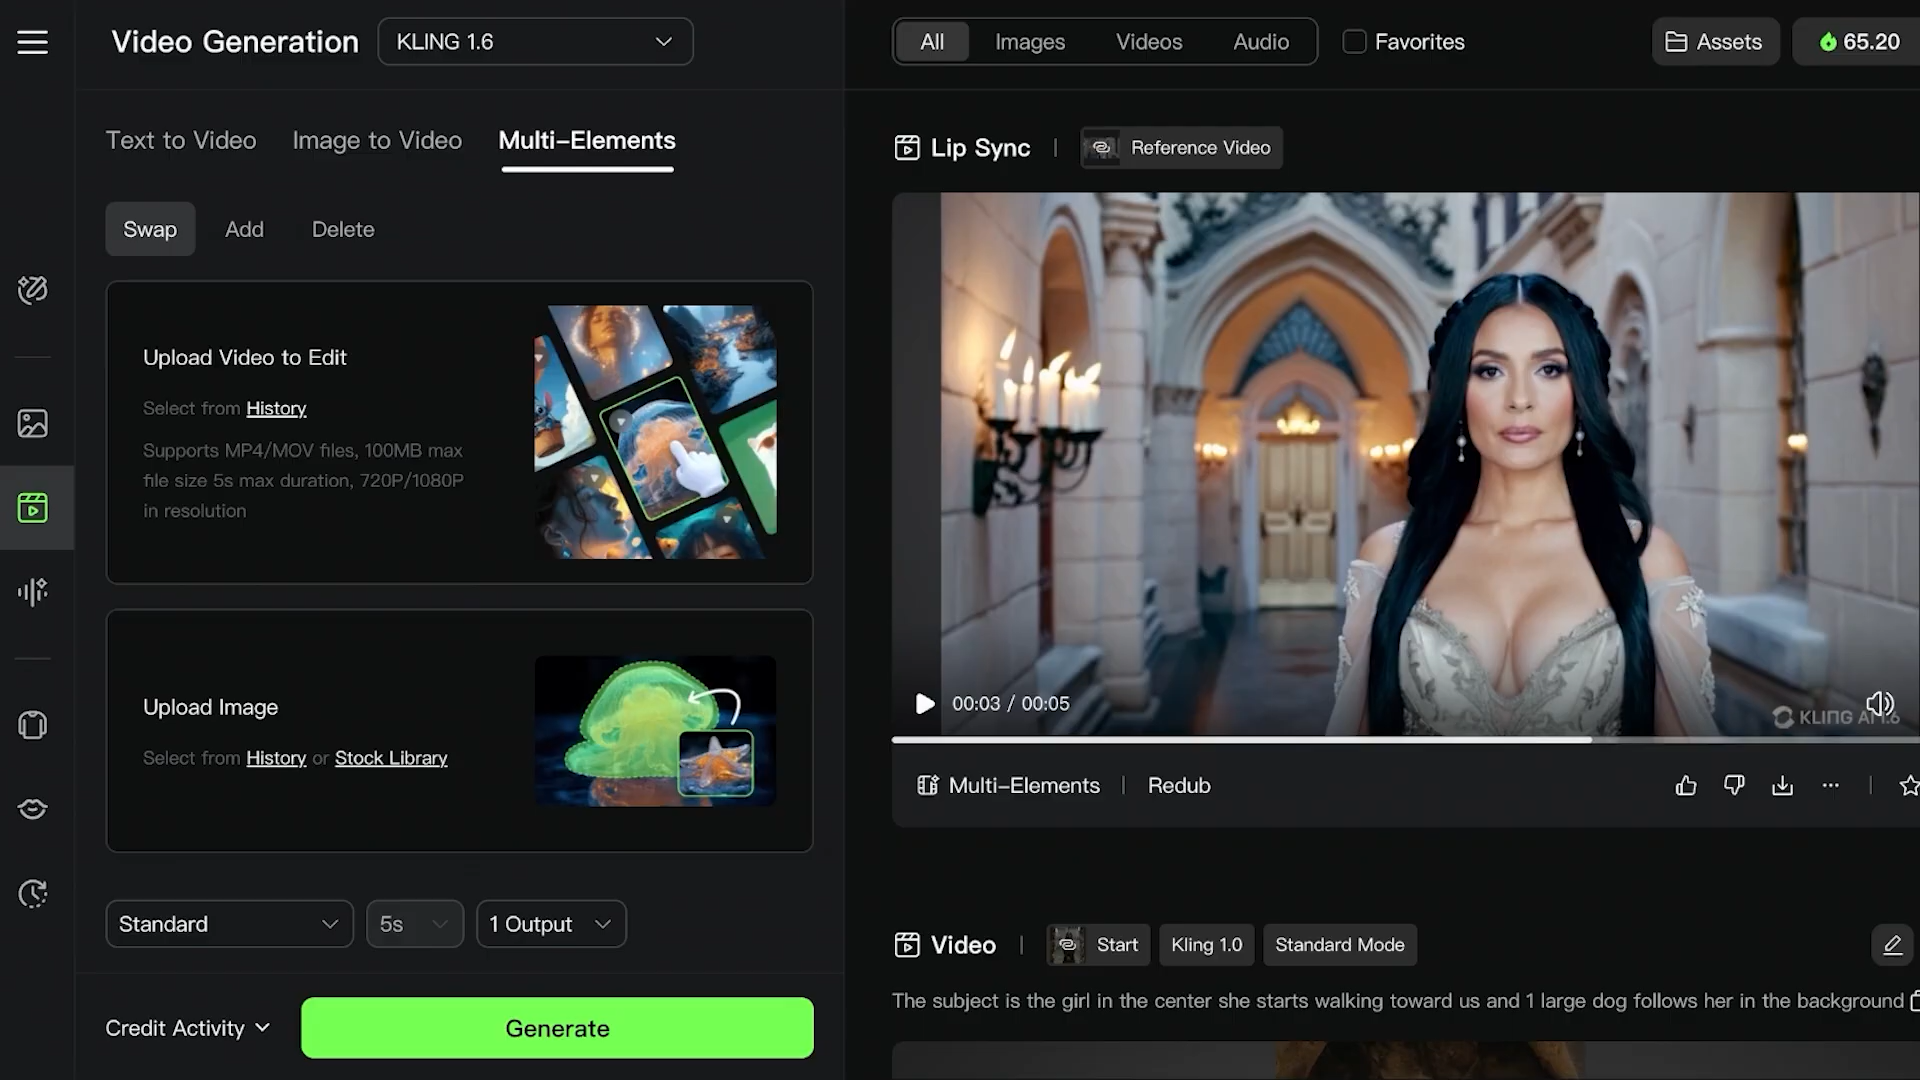 Video Generation
KLING 1.6
All
Images
Videos
Audio
Favorites
Assets
65.20
Text to Video
Image to Video
Multi-Elements
Swap
Add
Delete
Upload Video to Edit
Select from History
Supports MP4/MOV files, 100MB max
file size 5s max duration, 720P/1080P
in resolution
Upload Image
Select from History or Stock Library
Standard
5s
1 Output
Credit Activity
Generate
Lip Sync
Reference Video
00:03 / 00:05
KLING AI 1.6
Multi-Elements
Redub
Video
Start
Kling 1.0
Standard Mode
The subject is the girl in the center she starts walking toward us and 1 large dog follows her in the background